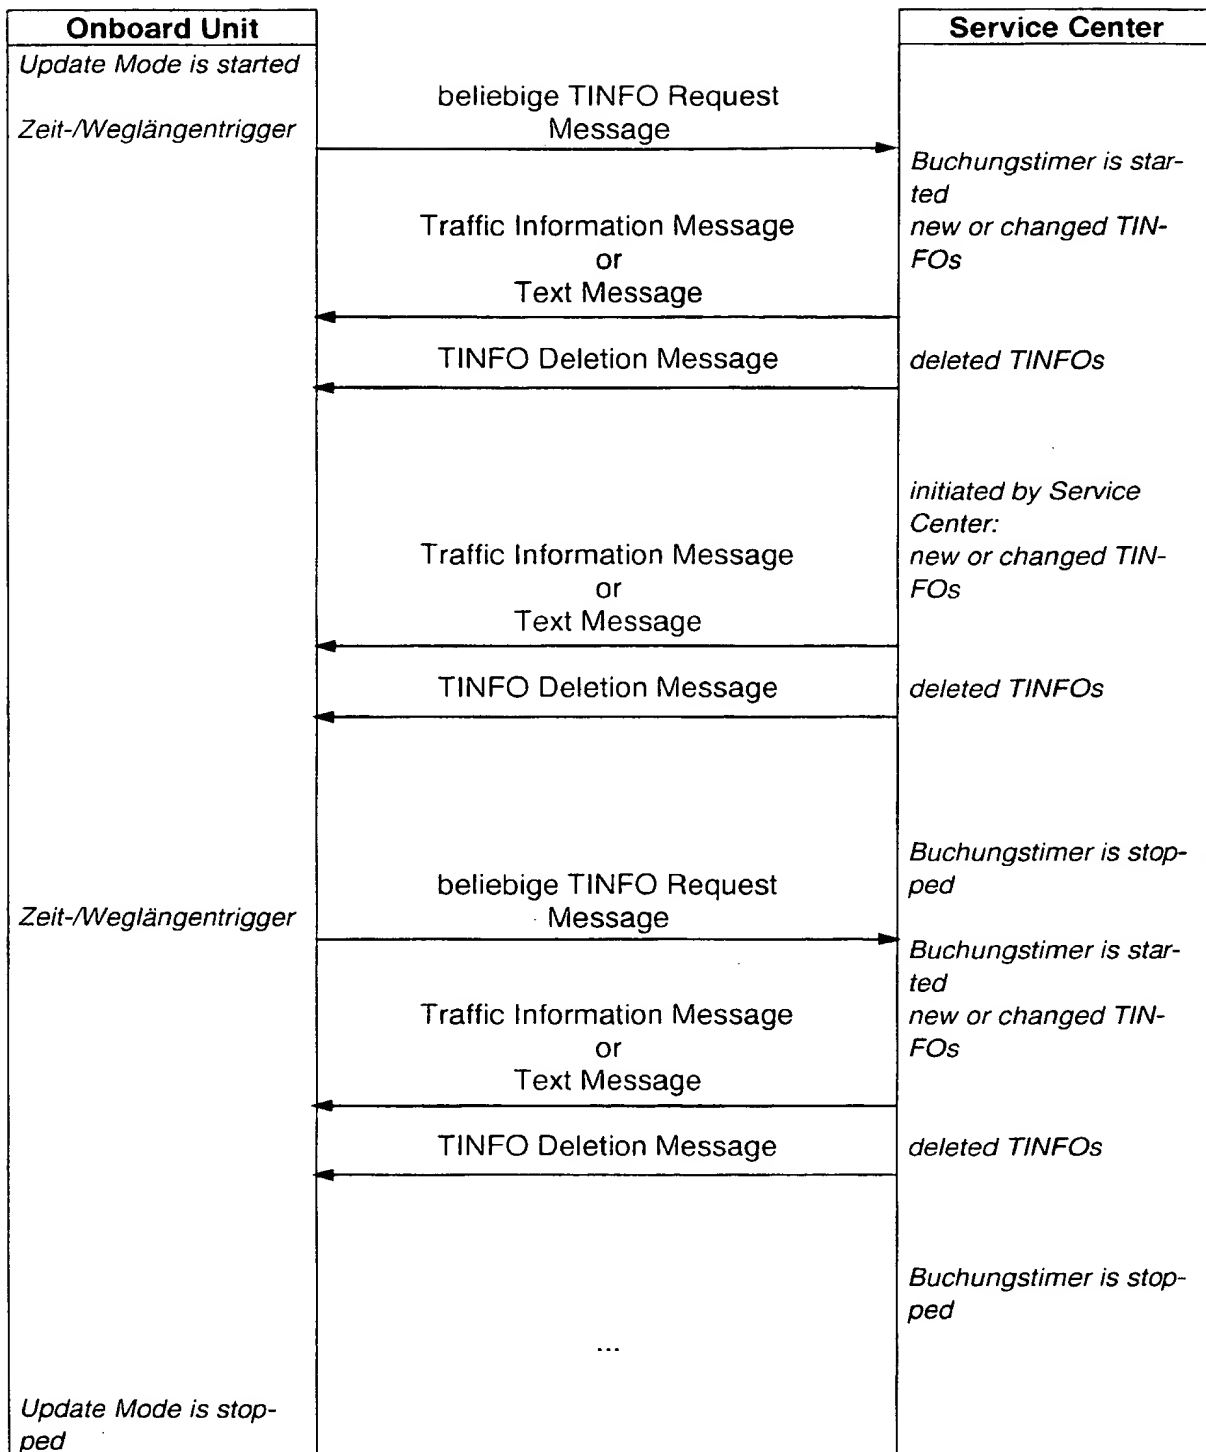 Onboard Unit
Service Center
Update Mode is started
beliebige TINFO Request
Zeit-/Weglängentrigger
Message
Buchungstimer is star-
ted
Traffic Information Message
new or changed TIN-
or
FOs
Text Message
TINFO Deletion Message
deleted TINFOs
initiated by Service
Center:
Traffic Information Message
new or changed TIN-
or
FOs
Text Message
TINFO Deletion Message
deleted TINFOs
Buchungstimer is stop-
ped
beliebige TINFO Request
Zeit-/Weglängentrigger
Message
Buchungstimer is star-
ted
Traffic Information Message
new or changed TIN-
or
FOs
Text Message
TINFO Deletion Message
deleted TINFOs
Buchungstimer is stop-
ped
...
Update Mode is stop-
ped